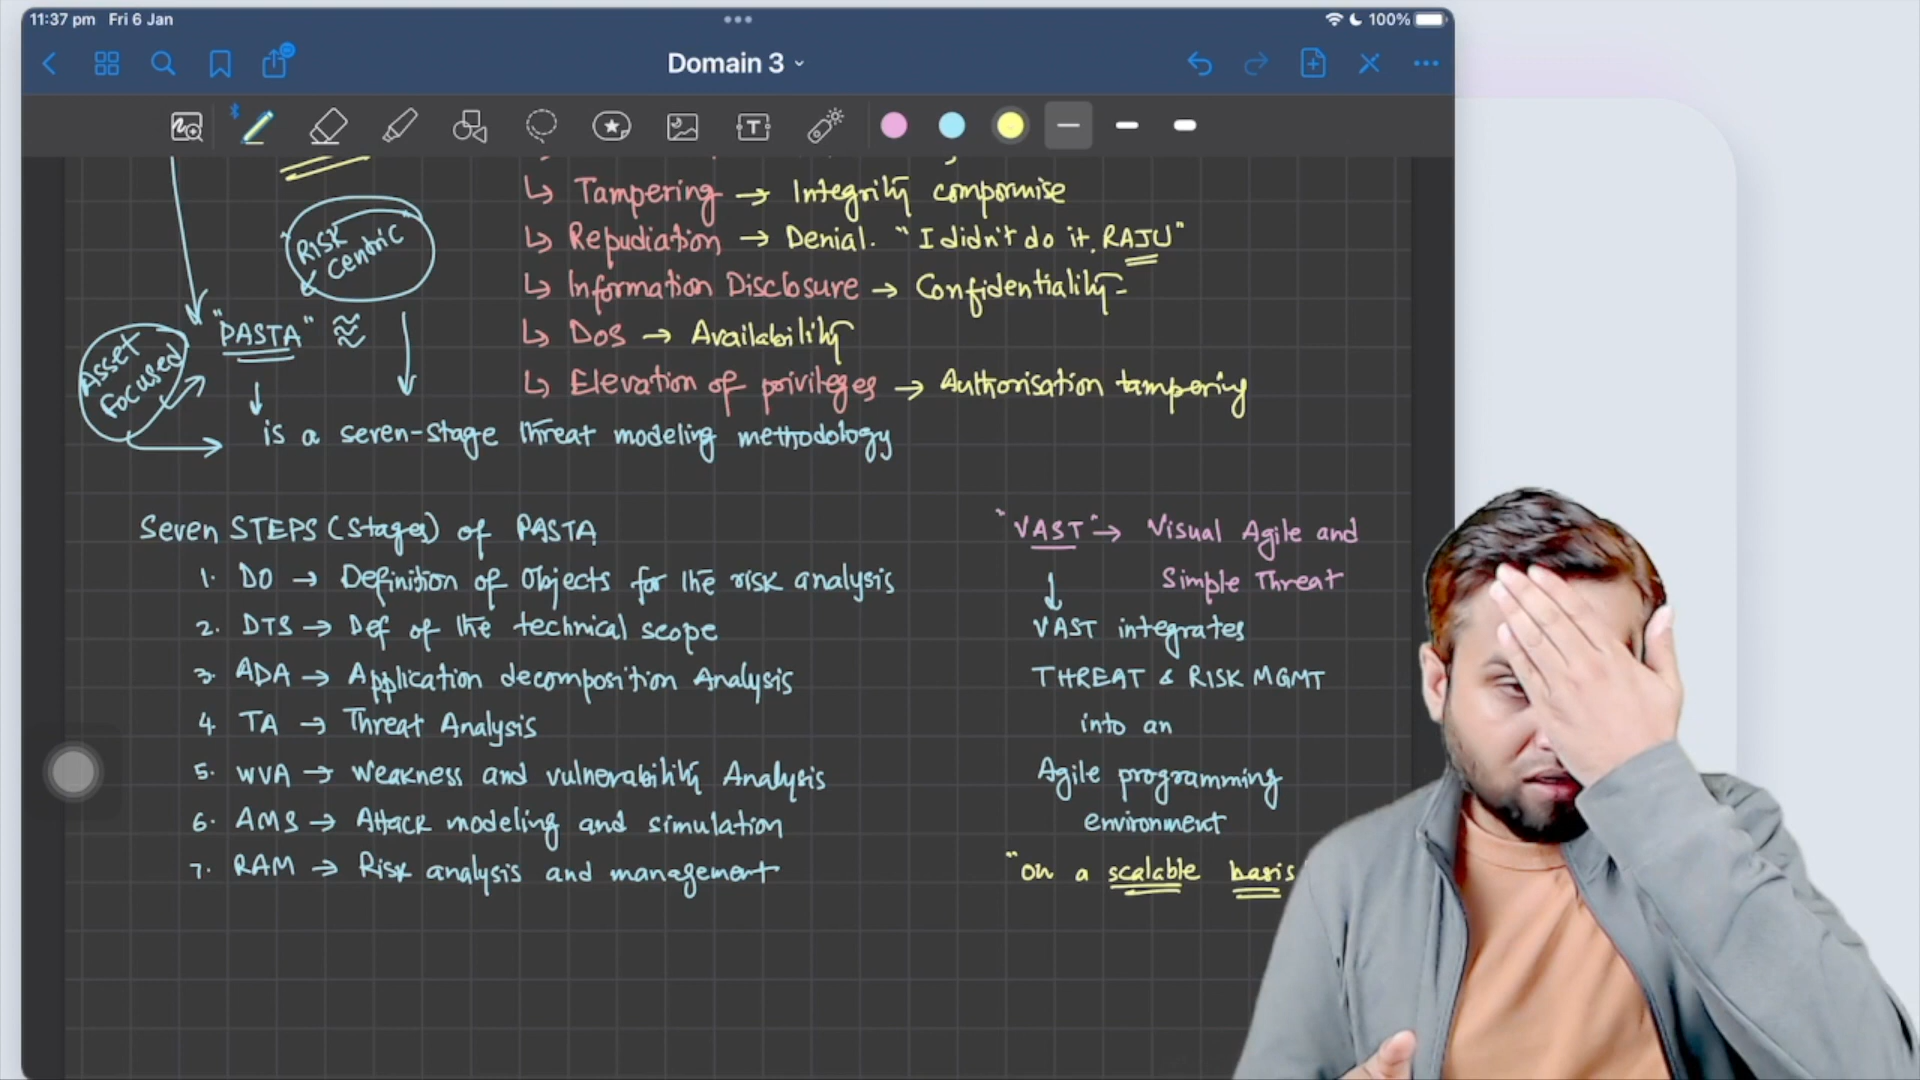 11:37 pm Fri 6 Jan
100%
Domain 3
T
↳ Tampering → Integrity compormise
↳ Repudiation → Denial. "I didn't do it. RAJU"
RISK
Centric
↳ Information Disclosure → Confidentiality
"PASTA" ≈
↳ DoS → Availability
Asset
Focused
↳ Elevation of privileges → Authorisation tampering
is a seven-stage threat modeling methodology
Seven STEPS (Stages) of PASTA
1. DO → Definition of Objects for the risk analysis
2. DTS → Def of the technical scope
3. ADA → Application decomposition Analysis
4 TA → Threat Analysis
5. WVA → Weakness and vulnerability Analysis
6. AMS → Attack modeling and simulation
7. RAM → Risk analysis and management
"VAST" → Visual Agile and
Simple Threat
VAST integrates
THREAT & RISK MGMT
into an
Agile programming
environment
"on a scalable basis